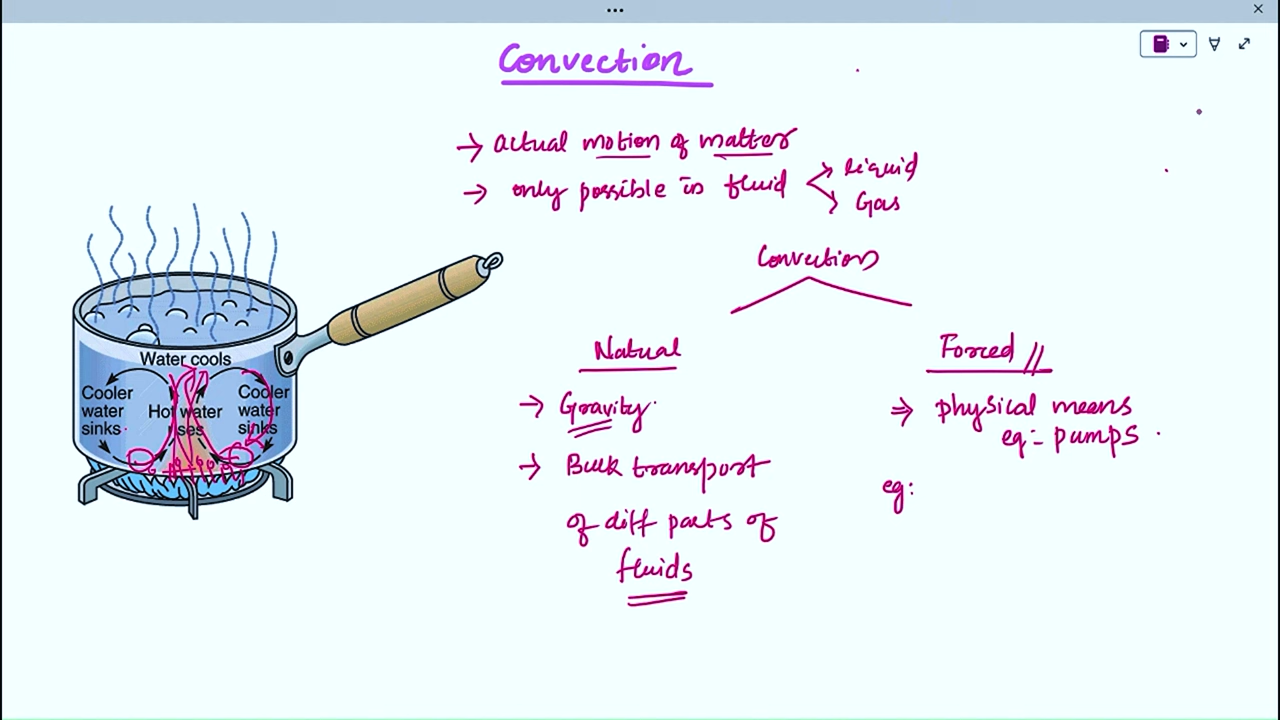 Convection
→ actual motion of matter
→ only possible in fluid
Liquid
Gas
Convection
Natural
→ Gravity
→ Bulk transport
of diff parts of
fluids
Forced
⇒ physical means
eg:- pumps
eg:
Water cools
Cooler
water
sinks
Hot water
rises
Cooler
water
sinks